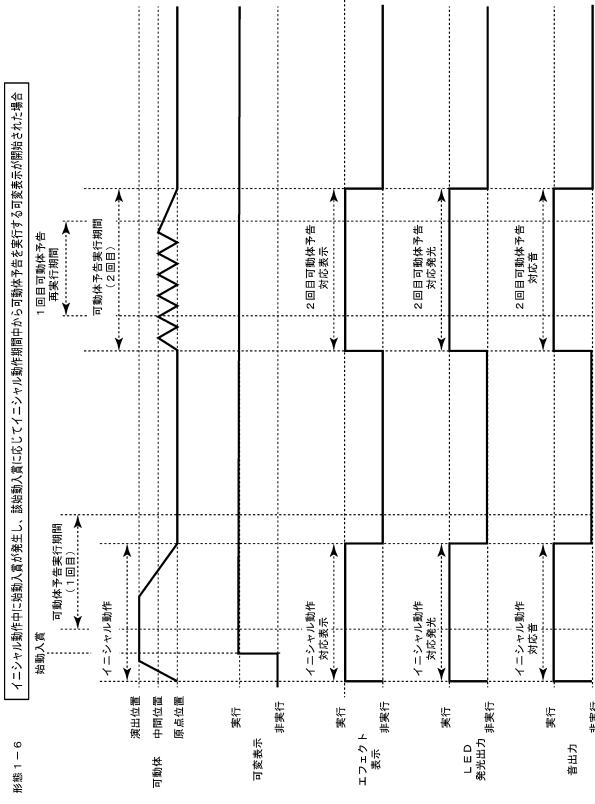 形態1-6
イニシャル動作中に始動入賞が発生し、該始動入賞に応じてイニシャル動作期間中から可動体予告を実行する可変表示が開始された場合
始動入賞
可動体予告実行期間
(1回目)
1回目可動体予告
再実行期間
可動体予告実行期間
(2回目)
イニシャル動作
可動体
演出位置
中間位置
原点位置
可変表示
実行
非実行
エフェクト
表示
実行
非実行
イニシャル動作
対応表示
2回目可動体予告
対応表示
LED
発光出力
実行
非実行
イニシャル動作
対応発光
2回目可動体予告
対応発光
音出力
実行
非実行
イニシャル動作
対応音
2回目可動体予告
対応音